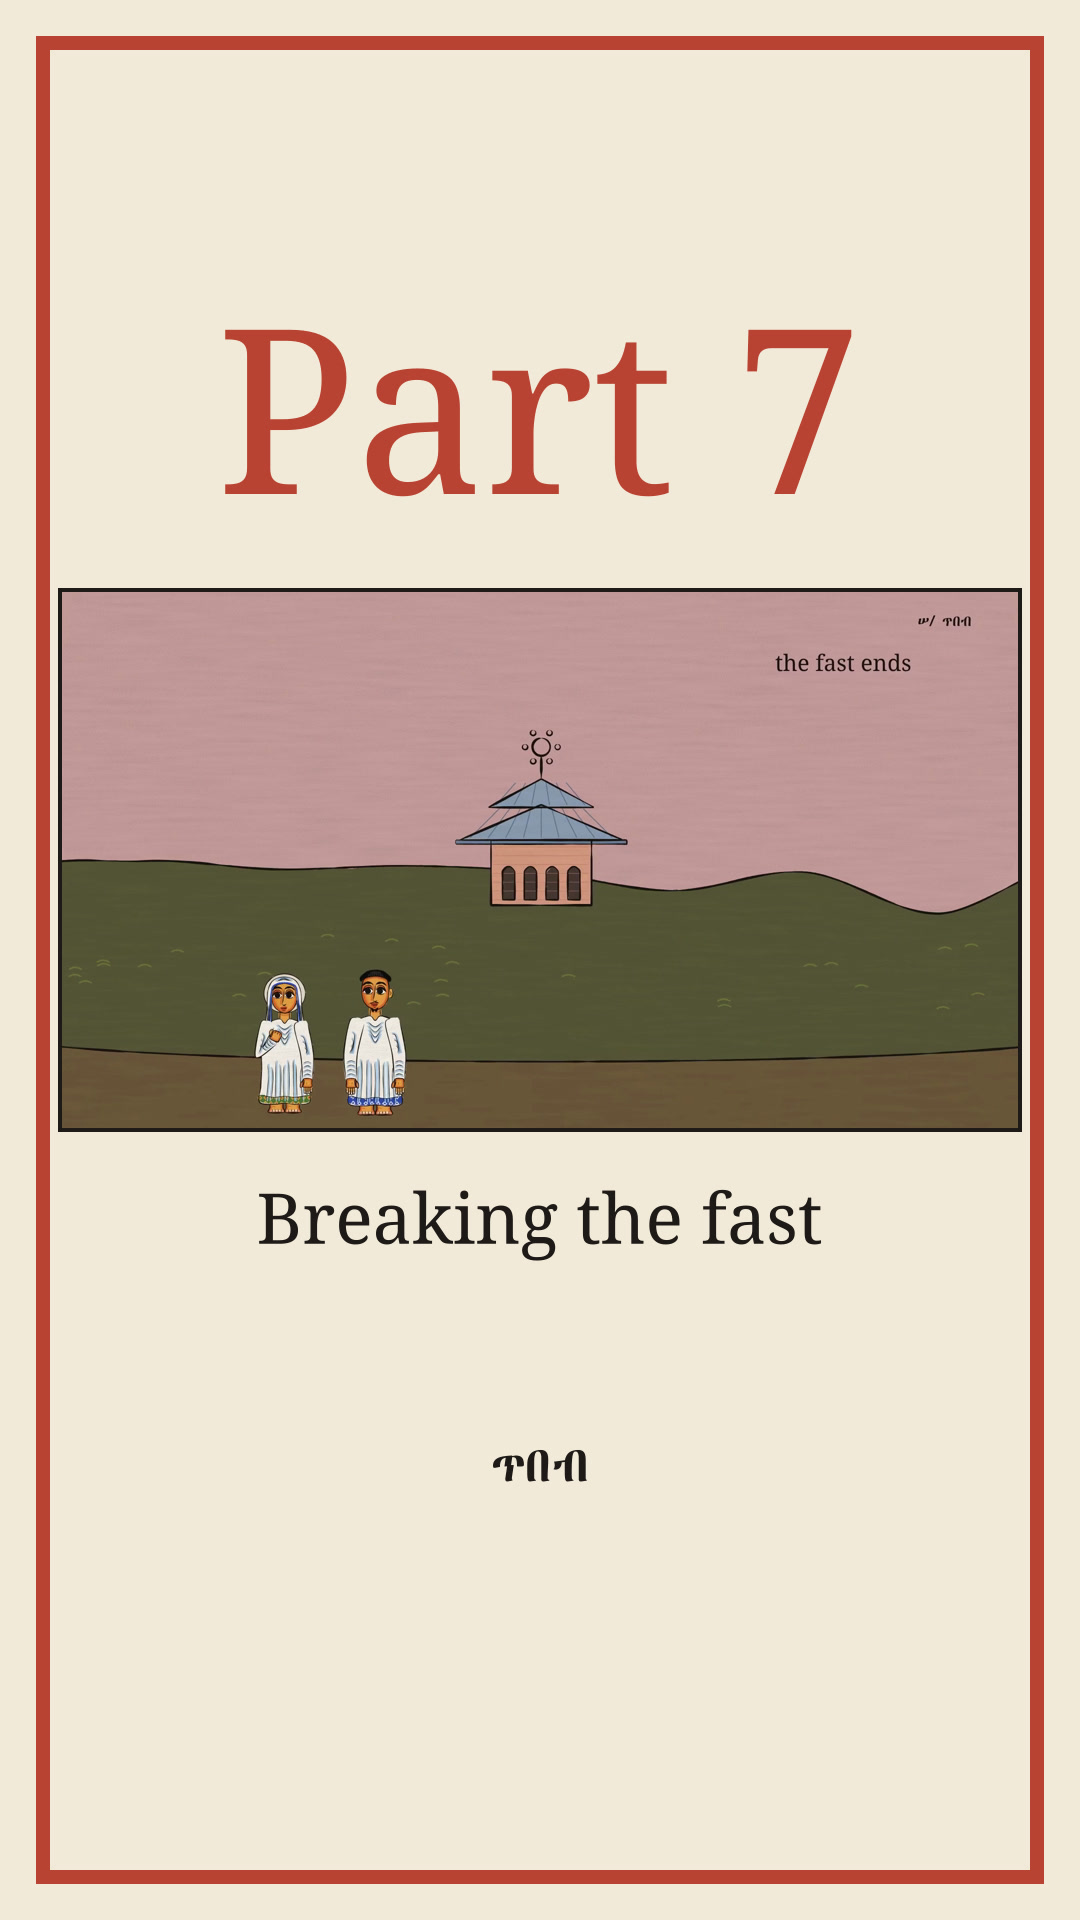 Part 7
ሠ/ ጥበብ
the fast ends
Breaking the fast
ጥበብ